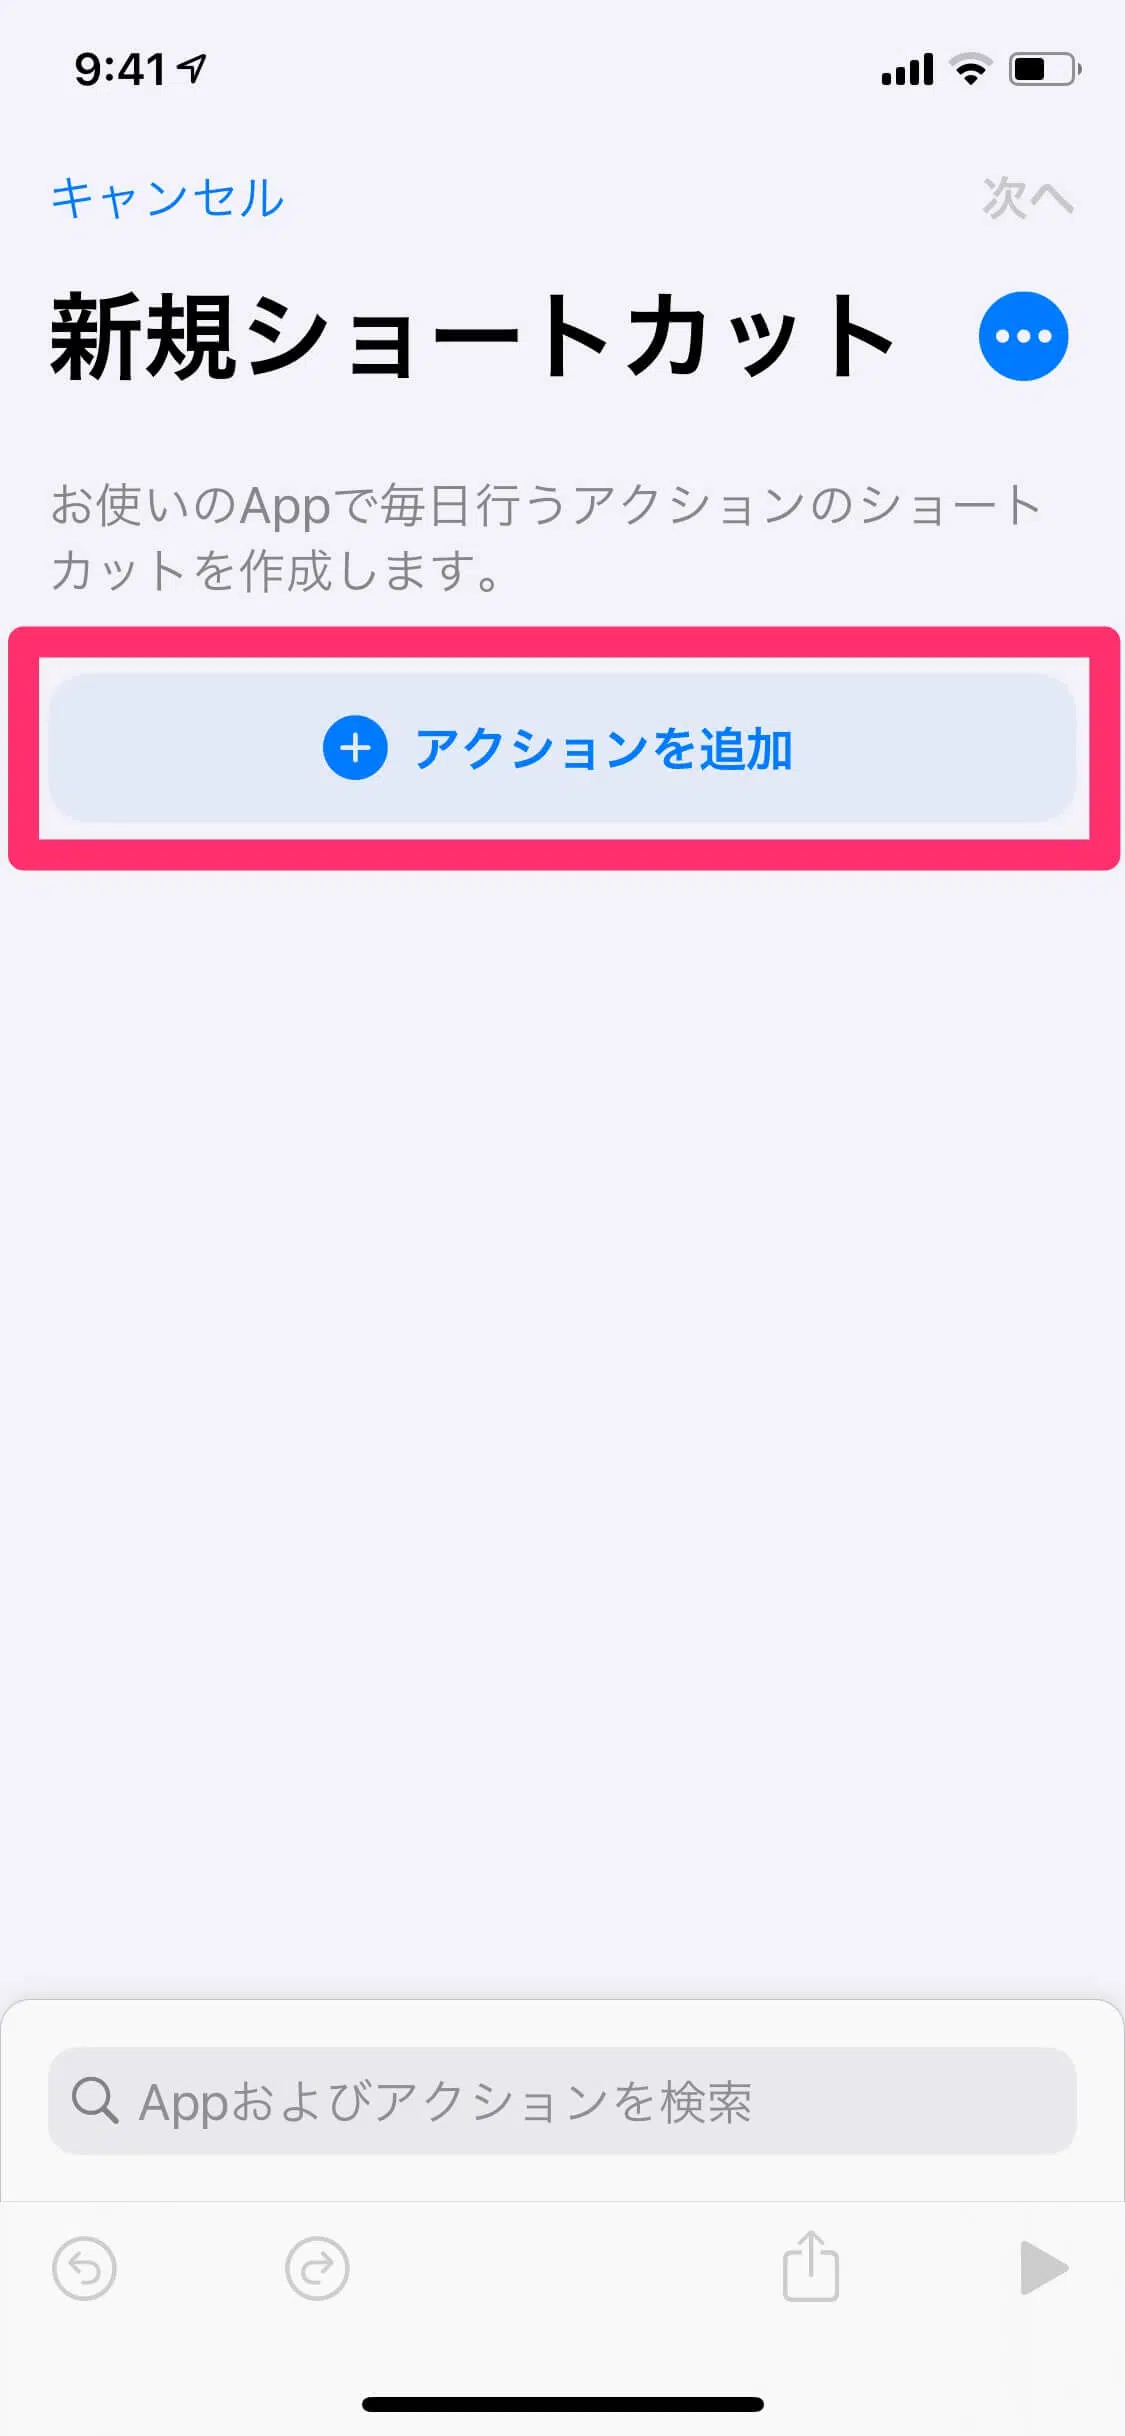 9:41
キャンセル
次へ
新規ショートカット
お使いのAppで毎日行うアクションのショート
カットを作成します。
アクションを追加
Appおよびアクションを検索